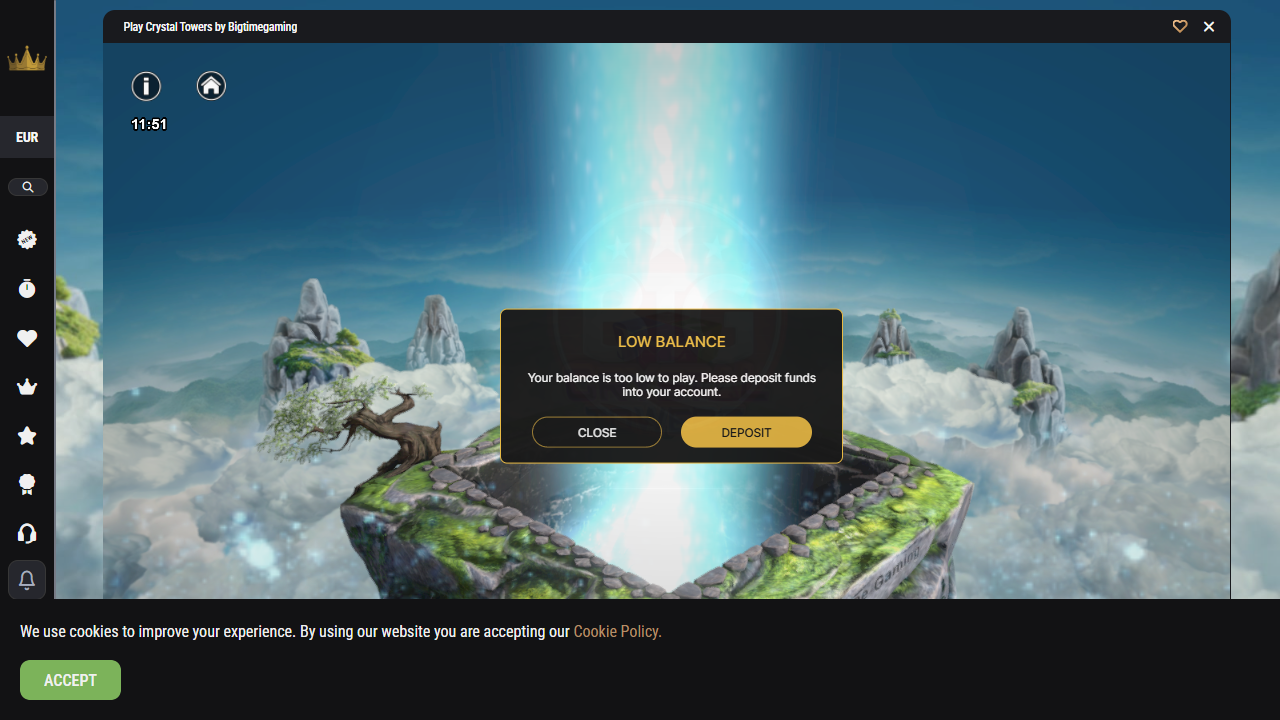 Play Crystal Towers by Bigtimegaming
11:51
EUR
NEW
LOW BALANCE
Your balance is too low to play. Please deposit funds
into your account.
CLOSE
DEPOSIT
Gaming
We use cookies to improve your experience. By using our website you are accepting our Cookie Policy.
ACCEPT